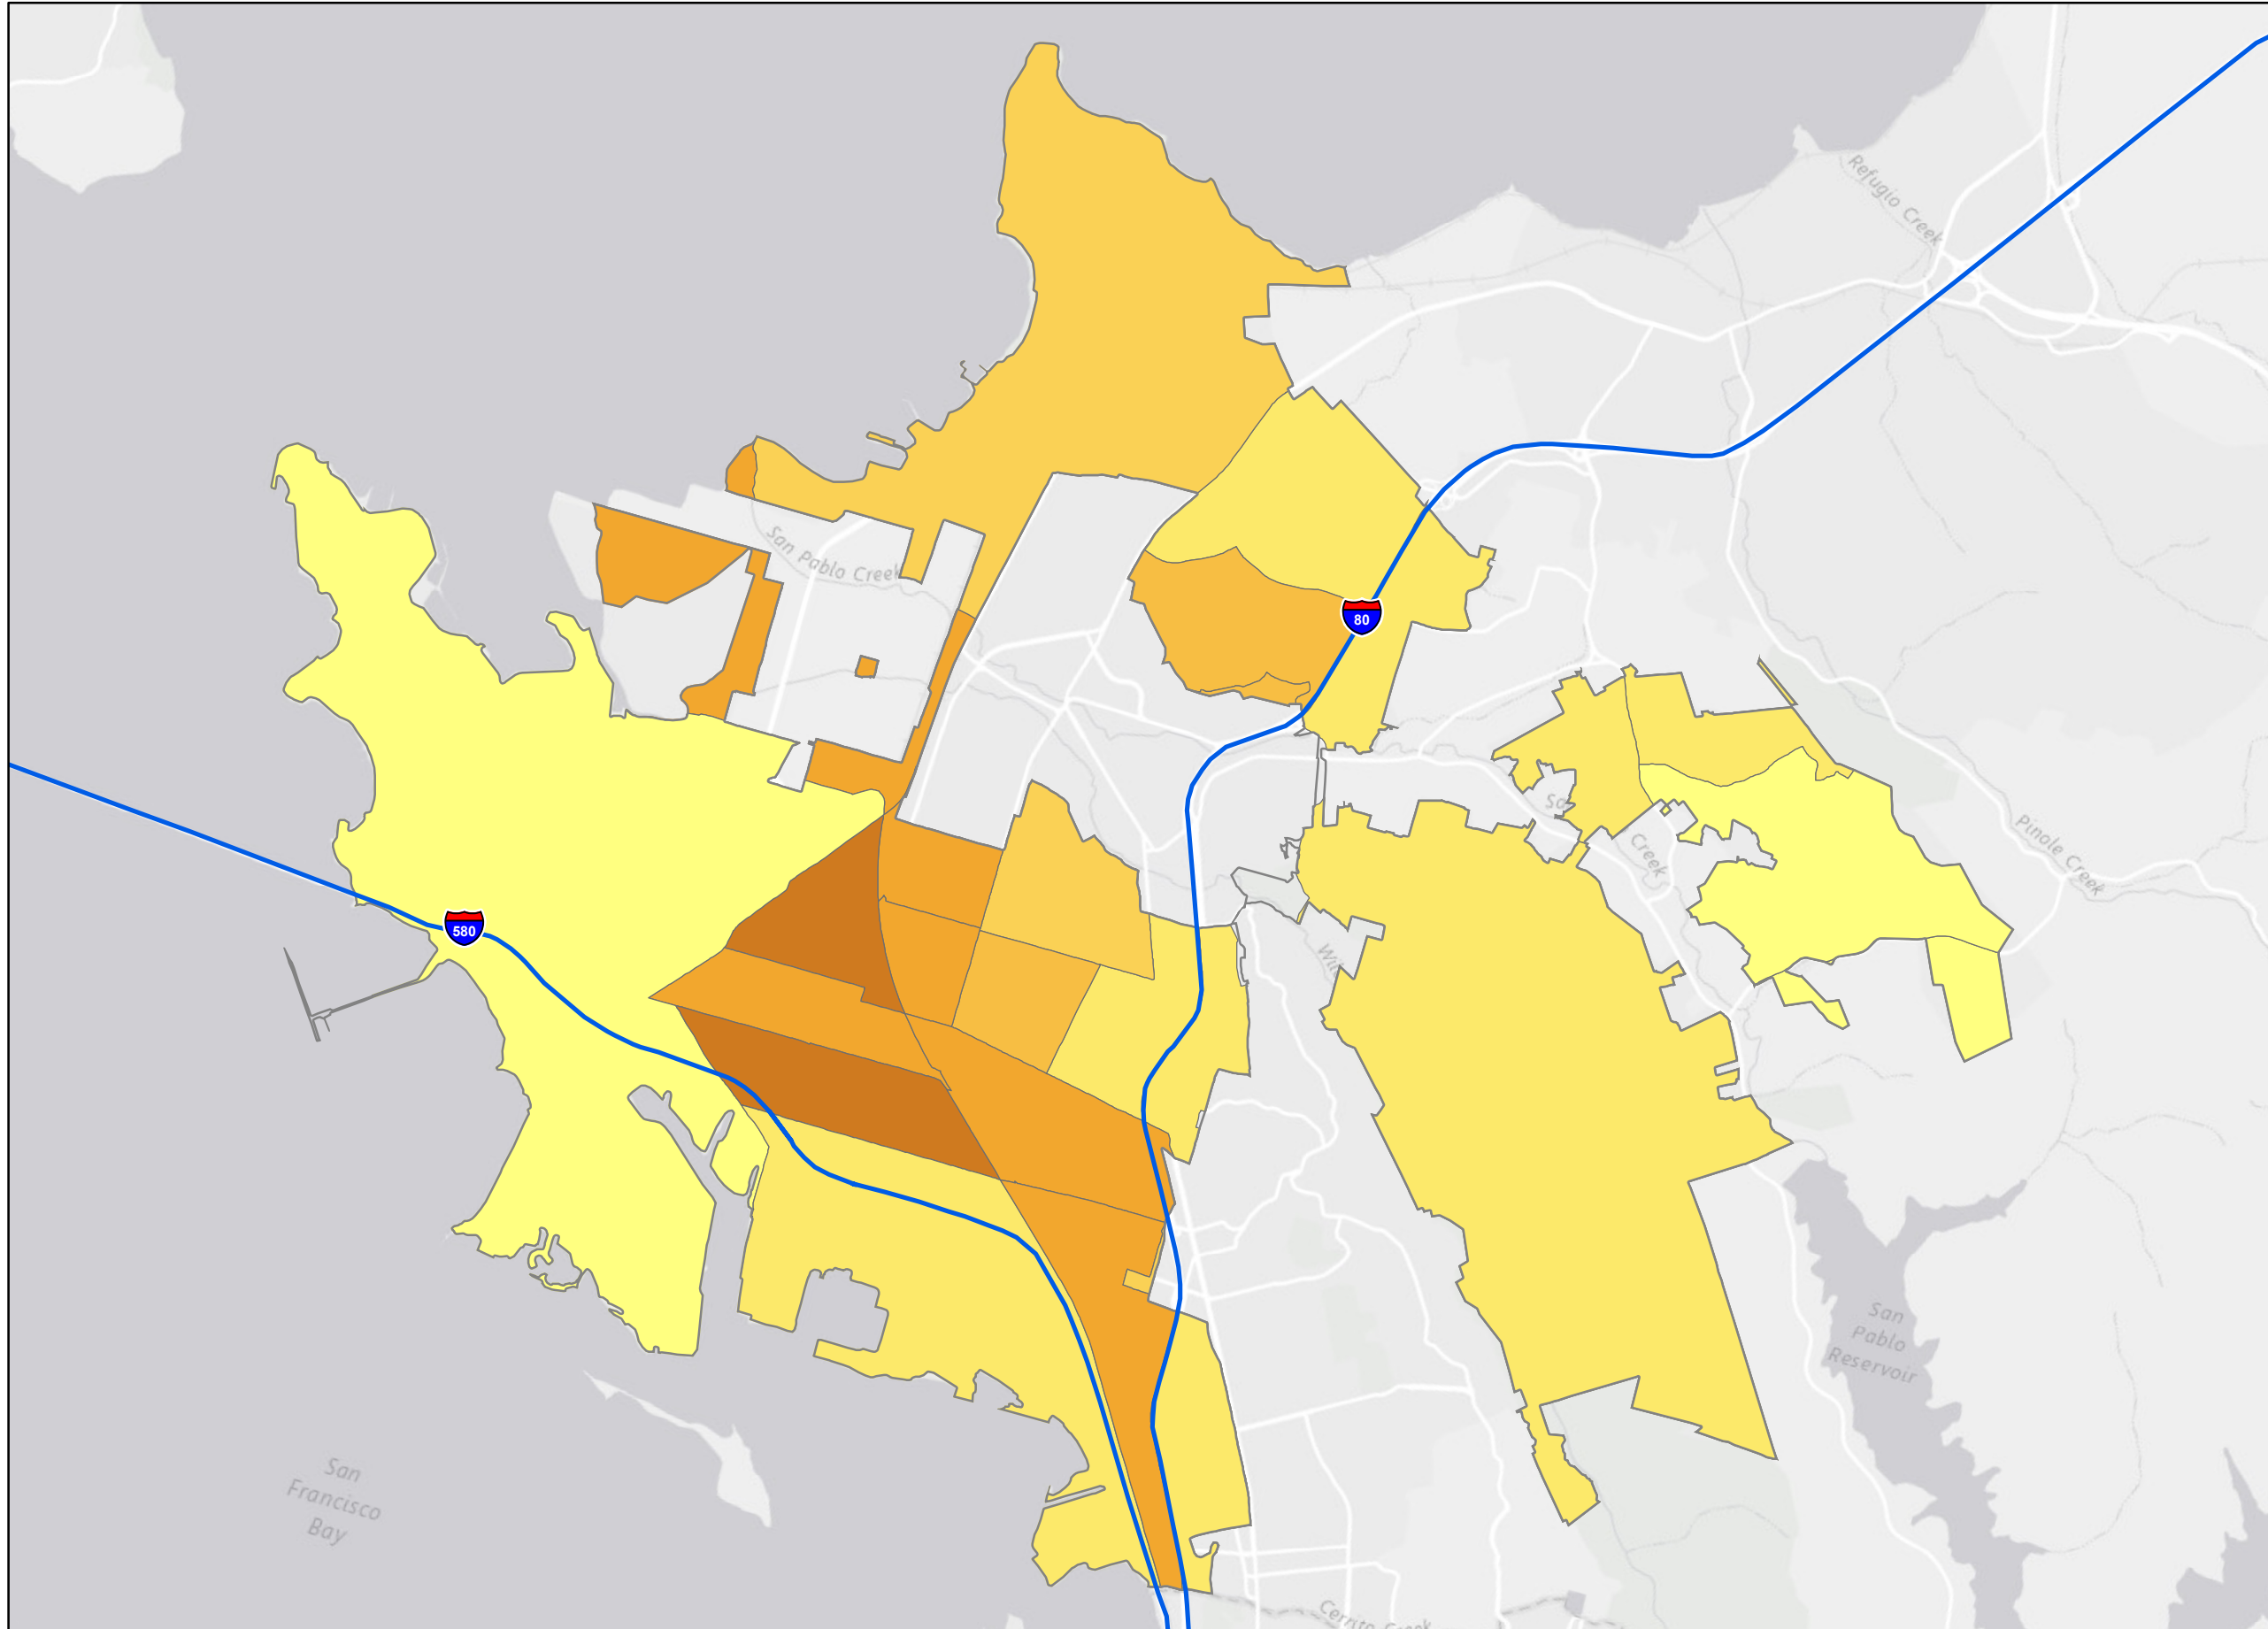 Refugio Creek
San Pablo Creek
80
Creek
Pinole Creek
580
San
Pablo
Reservoir
San
Francisco
Bay
Cerrito Creek